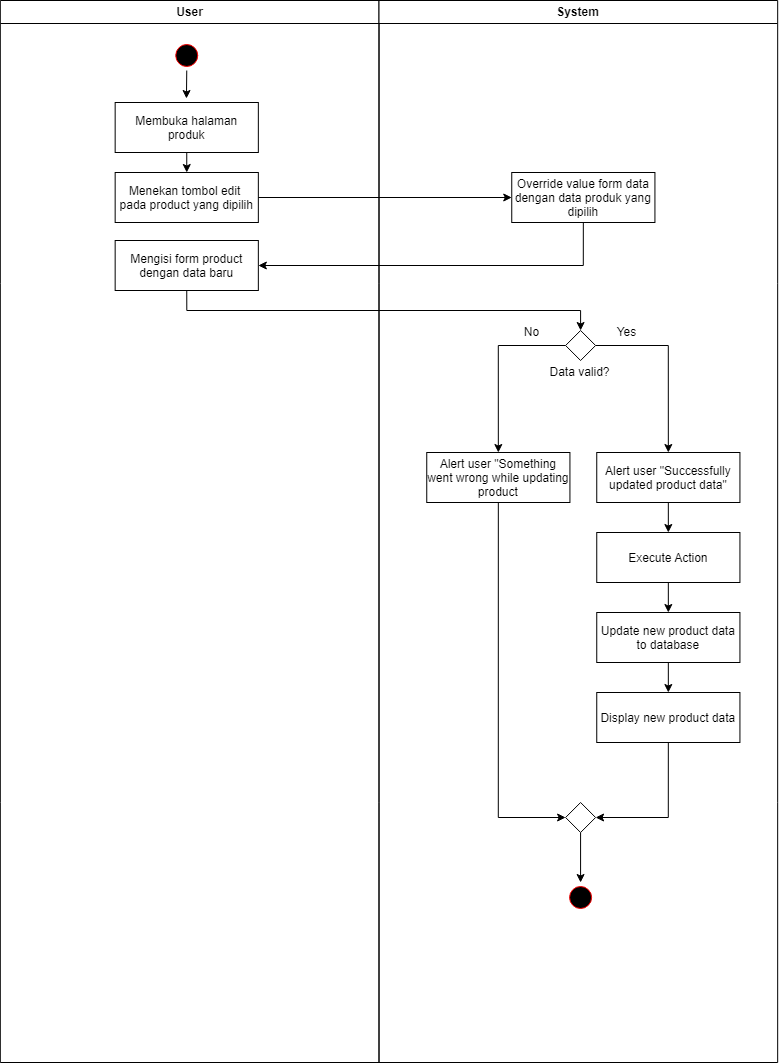 User
System
Membuka halaman
produk
Menekan tombol edit
pada product yang dipilih
Override value form data
dengan data produk yang
dipilih
Mengisi form product
dengan data baru
No
Yes
Data valid?
Alert user "Something
went wrong while updating
product
Alert user "Successfully
updated product data"
Execute Action
Update new product data
to database
Display new product data